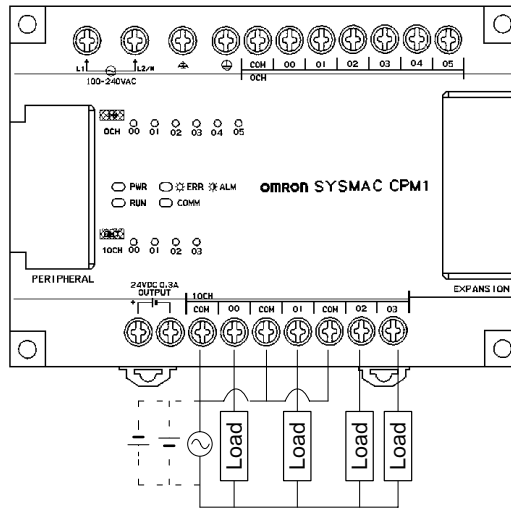 L1 L2/N COM 00 01 02 03 04 05
100-240VAC 0CH
0CH 00 01 02 03 04 05
PWR ERR ALM OMRON SYSMAC CPM1
RUN COMM
10CH 00 01 02 03
PERIPHERAL EXPANSION
24VDC 0.3A
OUTPUT 10CH
+ COM 00 COM 01 COM 02 03
Load Load Load Load